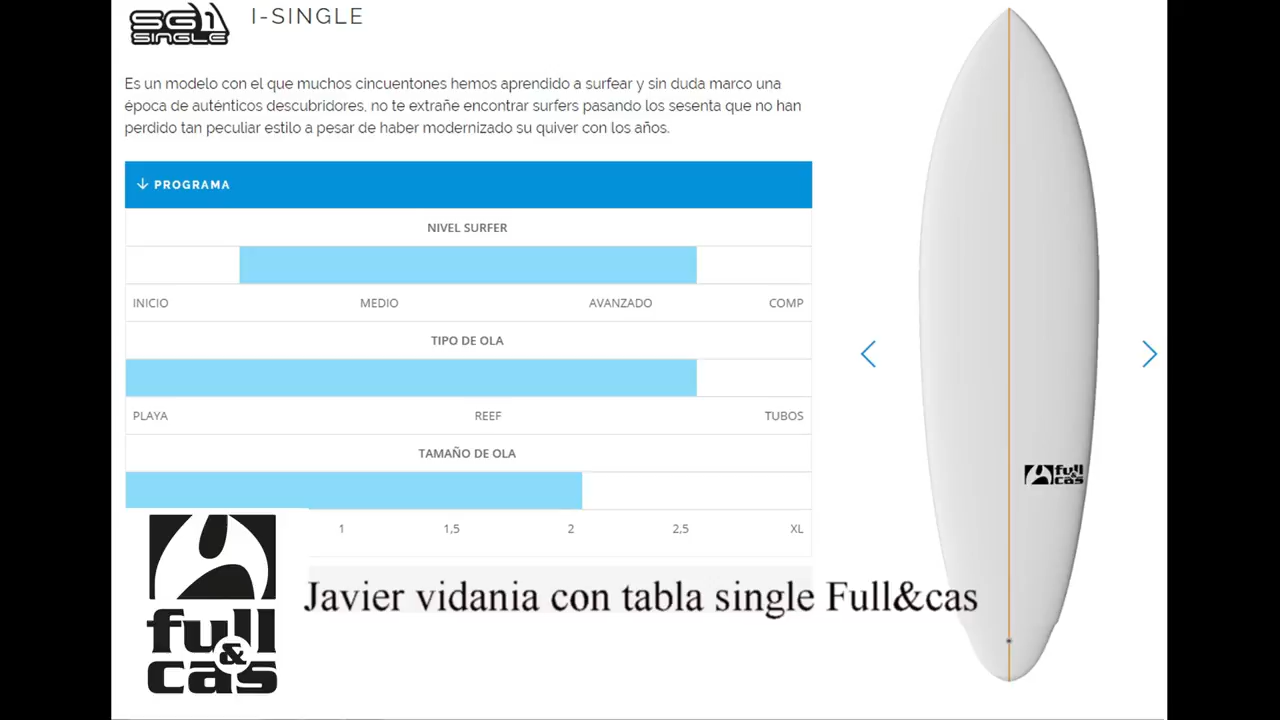 SG1
SINGLE
I-SINGLE
Es un modelo con el que muchos cincuentones hemos aprendido a surfear y sin duda marco una
época de auténticos descubridores, no te extrañe encontrar surfers pasando los sesenta que no han
perdido tan peculiar estilo a pesar de haber modernizado su quiver con los años.
PROGRAMA
NIVEL SURFER
INICIO MEDIO AVANZADO COMP
TIPO DE OLA
PLAYA REEF TUBOS
TAMAÑO DE OLA
1 1,5 2 2,5 XL
full
&
cas
Javier vidania con tabla single Full&cas
full
&
cas